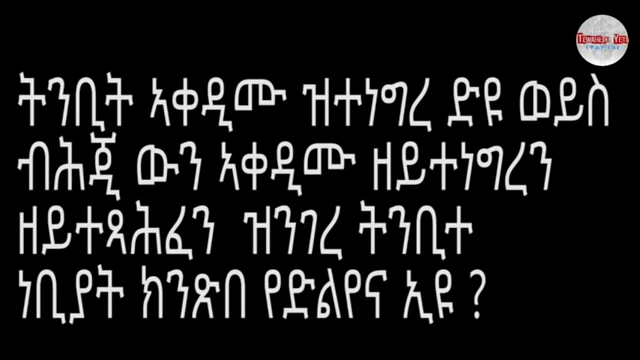 ትንቢት ኣቀዲሙ ዝተነግረ ድዩ ወይስ
ብሕጂ ውን ኣቀዲሙ ዘይተነግረን
ዘይተጻሕፈን ዝንገረ ትንቢተ
ነቢያት ክንጽበ የድልየና ኢዩ ?